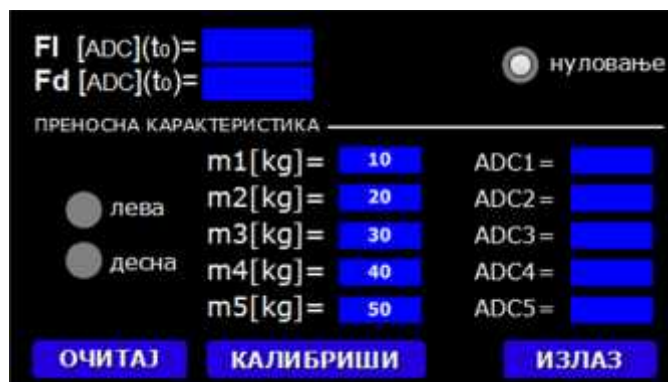 Fl [ADC](t₀)=
Fd [ADC](t₀)=
нуловање
ПРЕНОСНА КАРАКТЕРИСТИКА
m1[kg]= 10 ADC1=
m2[kg]= 20 ADC2=
лева
m3[kg]= 30 ADC3=
десна
m4[kg]= 40 ADC4=
m5[kg]= 50 ADC5=
ОЧИТАЈ КАЛИБРИШИ ИЗЛАЗ